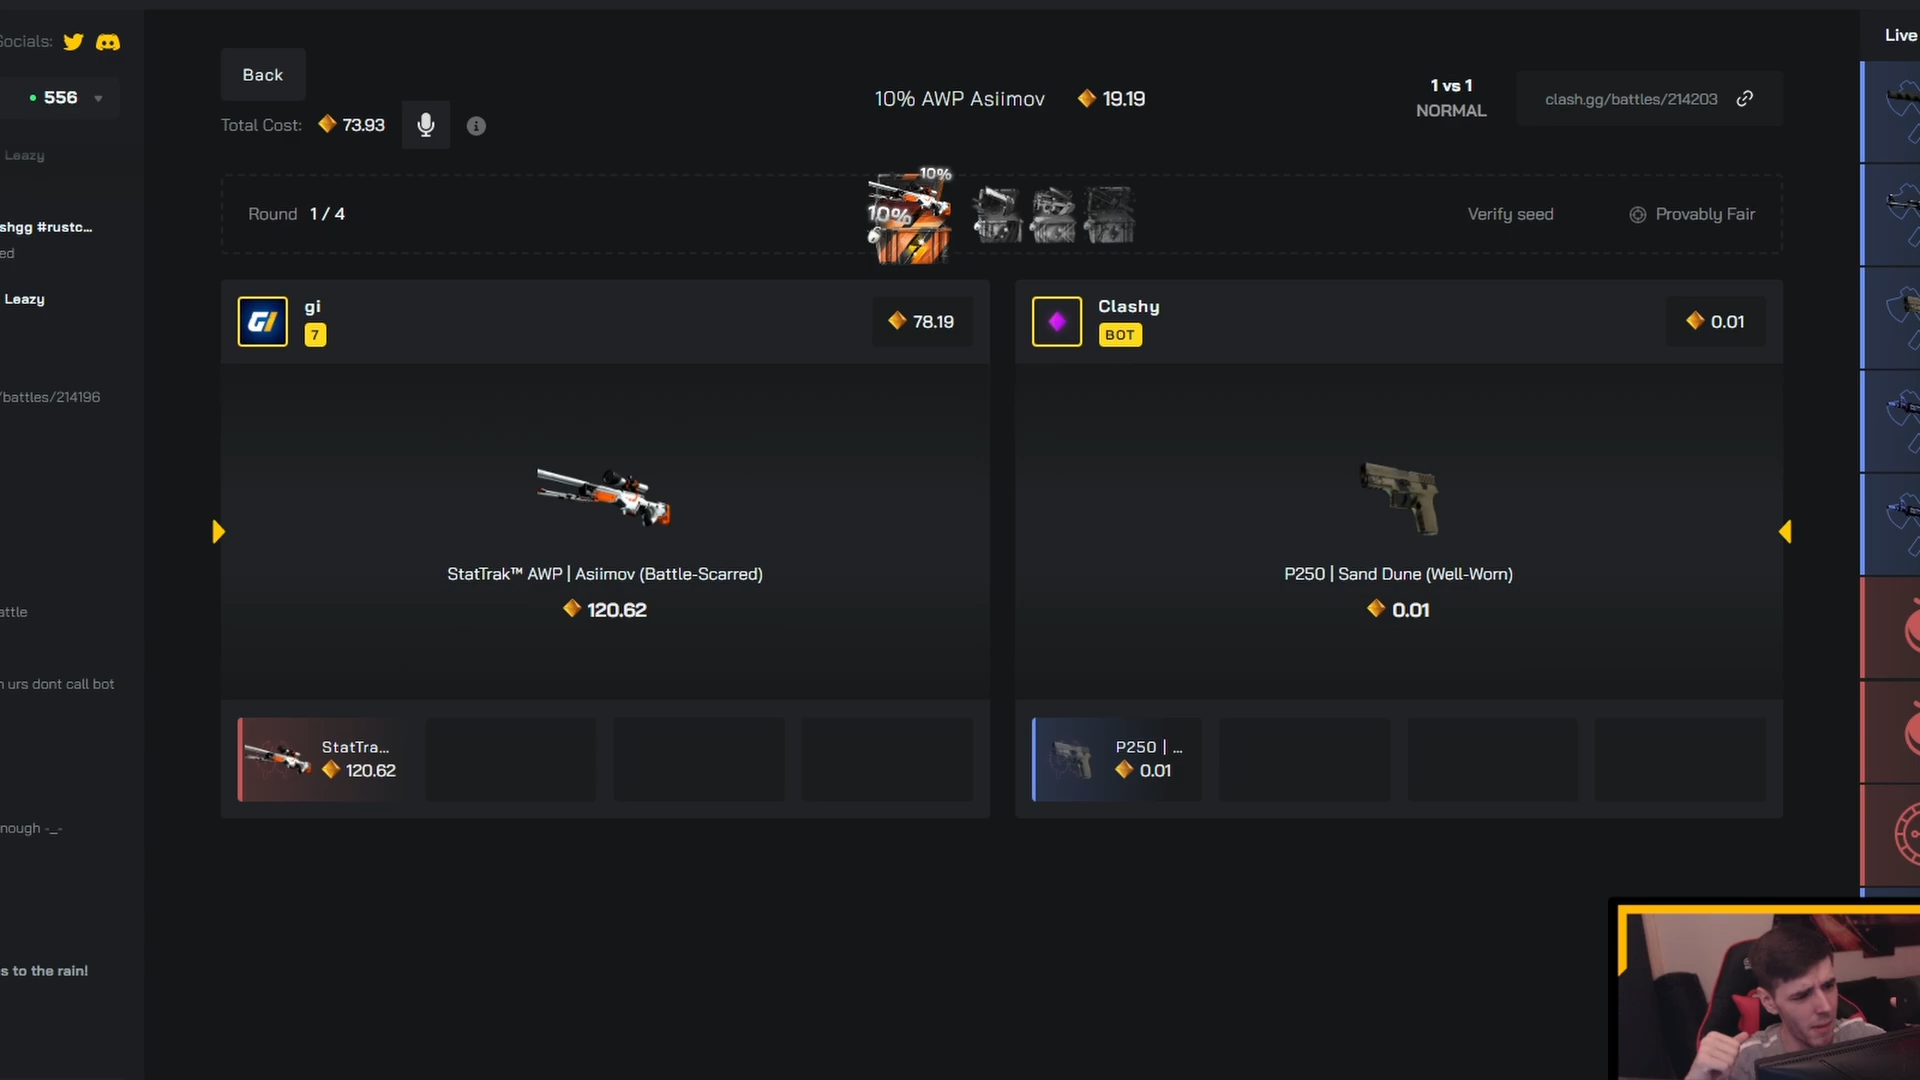 Socials:
556
Leazy
shgg #rustc...
ed
Leazy
/battles/214196
attle
urs dont call bot
nough -_-
s to the rain!
Back
Total Cost: 73.93
10% AWP Asiimov 19.19
1 vs 1
NORMAL
clash.gg/battles/214203
Live
Round 1 / 4
10%
10%
Verify seed
Provably Fair
GI
gi
7
78.19
Clashy
BOT
0.01
StatTrak™ AWP | Asiimov (Battle-Scarred)
120.62
P250 | Sand Dune (Well-Worn)
0.01
StatTra...
120.62
P250 | ...
0.01